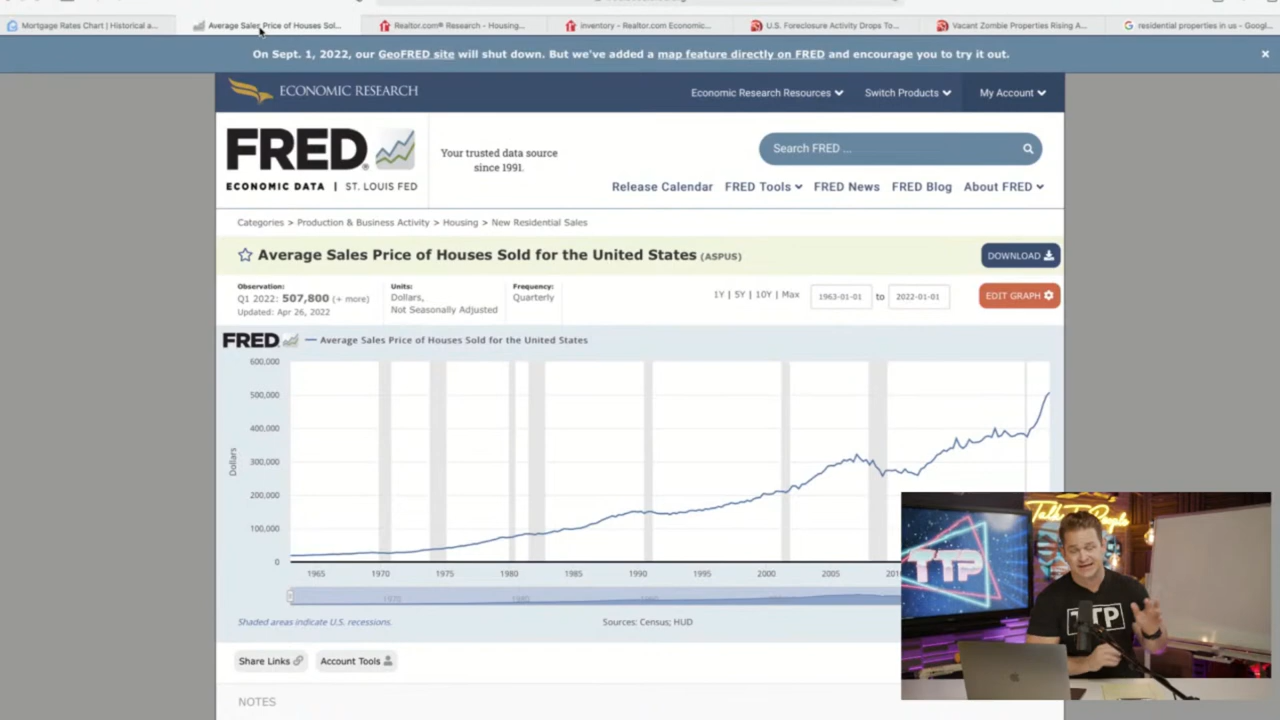 Mortgage Rates Chart | Historical a...
Average Sales Price of Houses Sol...
Realtor.com® Research - Housing...
inventory - Realtor.com Economic...
U.S. Foreclosure Activity Drops To...
Vacant Zombie Properties Rising A...
residential properties in us - Googl...
On Sept. 1, 2022, our GeoFRED site will shut down. But we've added a map feature directly on FRED and encourage you to try it out.
ECONOMIC RESEARCH
Economic Research Resources
Switch Products
My Account
FRED
ECONOMIC DATA | ST. LOUIS FED
Your trusted data source
since 1991.
Search FRED ...
Release Calendar
FRED Tools
FRED News
FRED Blog
About FRED
Categories > Production & Business Activity > Housing > New Residential Sales
Average Sales Price of Houses Sold for the United States (ASPUS)
DOWNLOAD
Observation:
Q1 2022: 507,800 (+ more)
Updated: Apr 26, 2022
Units:
Dollars,
Not Seasonally Adjusted
Frequency:
Quarterly
1Y | 5Y | 10Y | Max
1963-01-01 to 2022-01-01
EDIT GRAPH
FRED
Average Sales Price of Houses Sold for the United States
600,000
500,000
400,000
300,000
200,000
100,000
0
Dollars
1965 1970 1975 1980 1985 1990 1995 2000 2005
1970 1980
Shaded areas indicate U.S. recessions.
Sources: Census; HUD
Share Links
Account Tools
NOTES
Talk To People
TTP
TTP